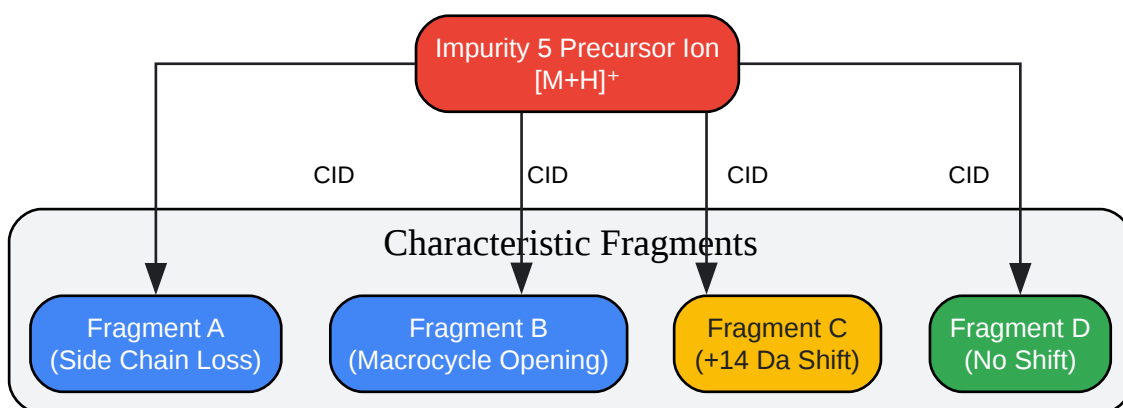 Impurity 5 Precursor Ion
[M+H]⁺
CID
CID
CID
CID
Characteristic Fragments
Fragment A
(Side Chain Loss)
Fragment B
(Macrocycle Opening)
Fragment C
(+14 Da Shift)
Fragment D
(No Shift)